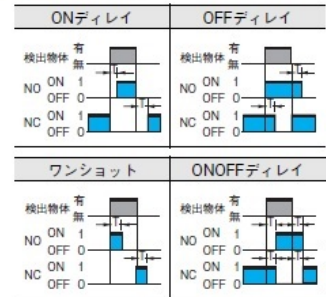 ONディレイ
OFFディレイ
検出物体 有 無
T
NO ON 1 OFF 0
T
NC ON 1 OFF 0
検出物体 有 無
T
NO ON 1 OFF 0
T
NC ON 1 OFF 0
ワンショット
ONOFFディレイ
検出物体 有 無
T
NO ON 1 OFF 0
T
NC ON 1 OFF 0
検出物体 有 無
T T
NO ON 1 OFF 0
T T
NC ON 1 OFF 0